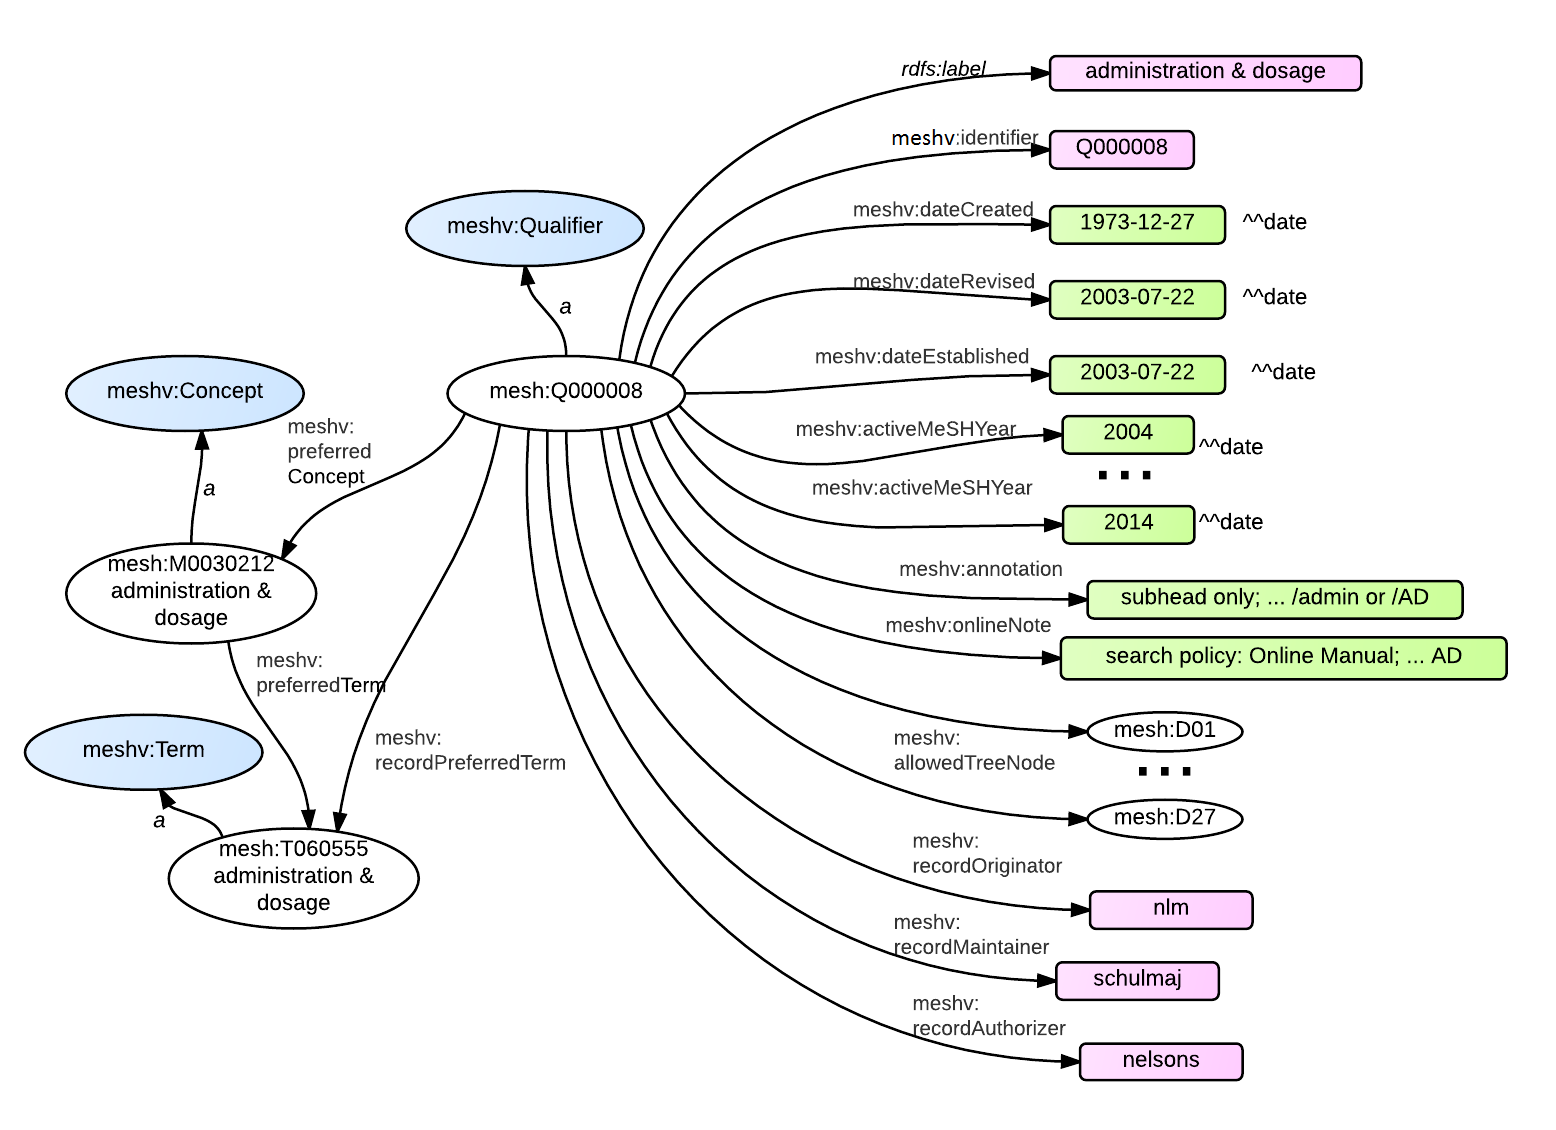 rdfs:label
administration & dosage
meshv:identifier
Q000008
meshv:Qualifier
meshv:dateCreated
1973-12-27
^^date
a
meshv:dateRevised
2003-07-22
^^date
meshv:Concept
mesh:Q000008
meshv:dateEstablished
2003-07-22
^^date
meshv:
preferred
Concept
meshv:activeMeSHYear
2004
^^date
...
a
meshv:activeMeSHYear
2014
^^date
mesh:M0030212
administration &
dosage
meshv:annotation
subhead only; ... /admin or /AD
meshv:onlineNote
search policy: Online Manual; ... AD
meshv:
preferredTerm
meshv:Term
meshv:
recordPreferredTerm
meshv:
allowedTreeNode
mesh:D01
...
mesh:D27
a
mesh:T060555
administration &
dosage
meshv:
recordOriginator
nlm
meshv:
recordMaintainer
schulmaj
meshv:
recordAuthorizer
nelsons